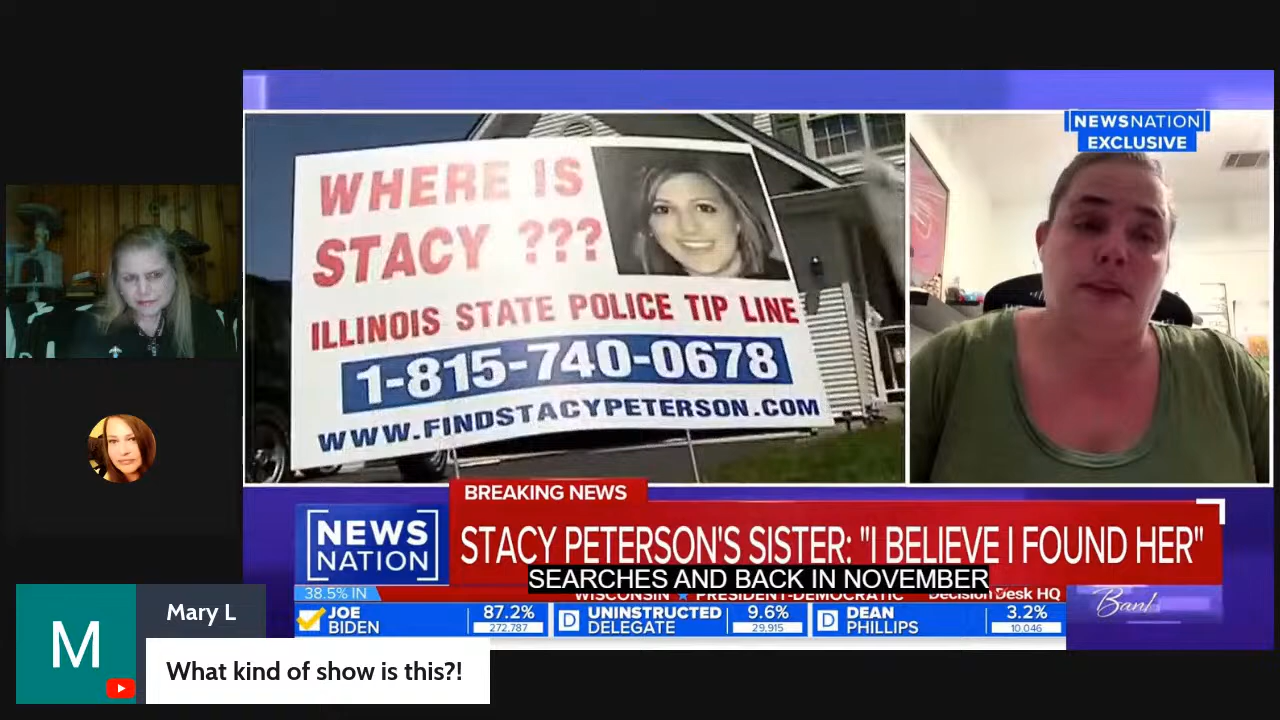 NEWSNATION
EXCLUSIVE
WHERE IS
STACY ???
ILLINOIS STATE POLICE TIP LINE
1-815-740-0678
WWW.FINDSTACYPETERSON.COM
BREAKING NEWS
NEWS
NATION
STACY PETERSON'S SISTER: "I BELIEVE I FOUND HER"
SEARCHES AND BACK IN NOVEMBER
38.5% IN
WISCONSIN ★ PRESIDENT-DEMOCRATIC
Decision Desk HQ
JOE
BIDEN
87.2%
272,787
D
UNINSTRUCTED
DELEGATE
9.6%
29,915
D
DEAN
PHILLIPS
3.2%
10,046
M
Mary L
What kind of show is this?!